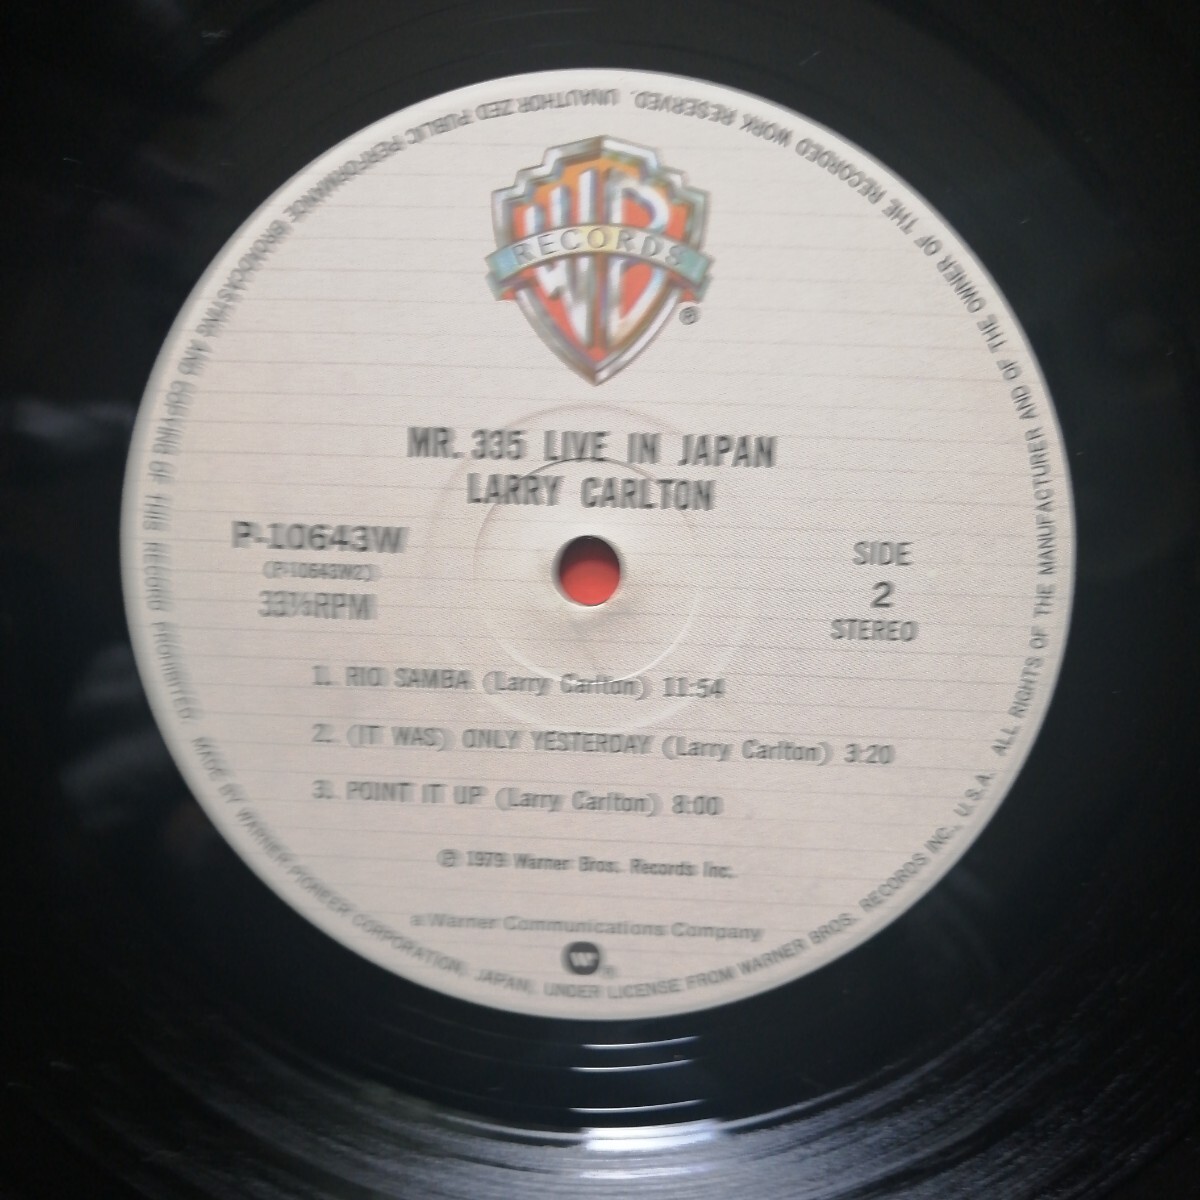 WB
RECORDS
®
MR. 335 LIVE IN JAPAN
LARRY CARLTON
P-10643W
(P-10643W2)
33⅓RPM
SIDE
2
STEREO
1. RIO SAMBA (Larry Carlton) 11:54
2. (IT WAS) ONLY YESTERDAY (Larry Carlton) 3:20
3. POINT IT UP (Larry Carlton) 8:00
℗ 1979 Warner Bros. Records Inc.
a Warner Communications Company
MADE BY WARNER-PIONEER CORPORATION, JAPAN, UNDER LICENSE FROM WARNER BROS. RECORDS INC., U.S.A. ALL RIGHTS OF THE MANUFACTURER AND OF THE OWNER OF THE RECORDED WORK RESERVED. UNAUTHORIZED PUBLIC PERFORMANCE BROADCASTING AND COPYING OF THIS RECORD PROHIBITED.